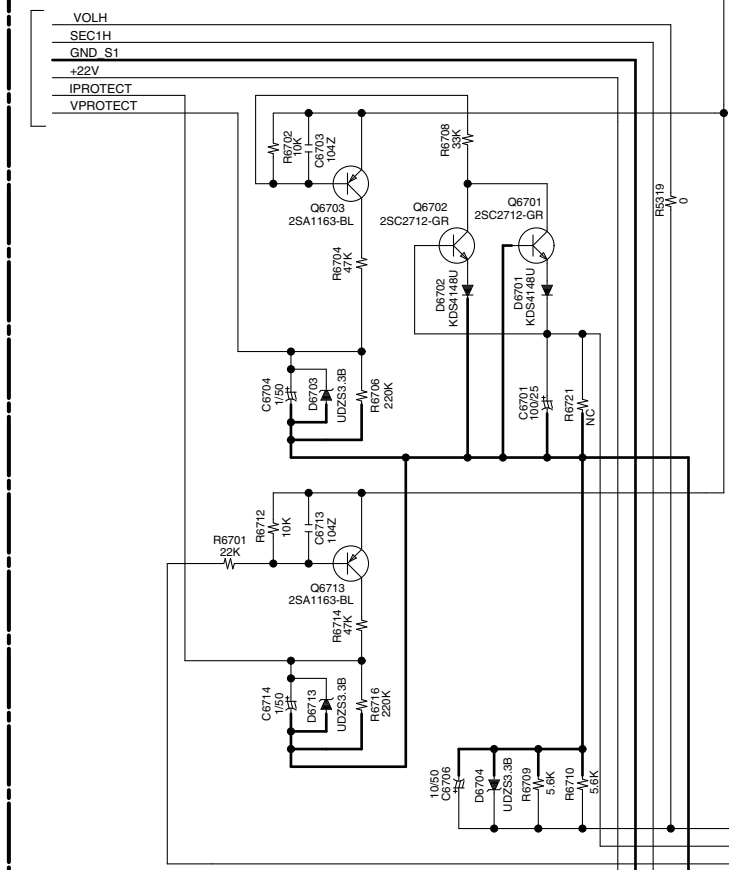 VOLH
SEC1H
GND_S1
+22V
IPROTECT
VPROTECT
R6702
10K
C6703
104Z
R6708
33K
Q6703
2SA1163-BL
Q6702
2SC2712-GR
Q6701
2SC2712-GR
R5319
0
R6704
47K
D6702
KDS4148U
D6701
KDS4148U
C6704
1/50
+
D6703
UDZS3.3B
R6706
220K
C6701
100/25
+
R6721
NC
R6712
10K
C6713
104Z
R6701
22K
Q6713
2SA1163-BL
R6714
47K
C6714
1/50
+
D6713
UDZS3.3B
R6716
220K
10/50
C6706
+
D6704
UDZS3.3B
R6709
5.6K
R6710
5.6K